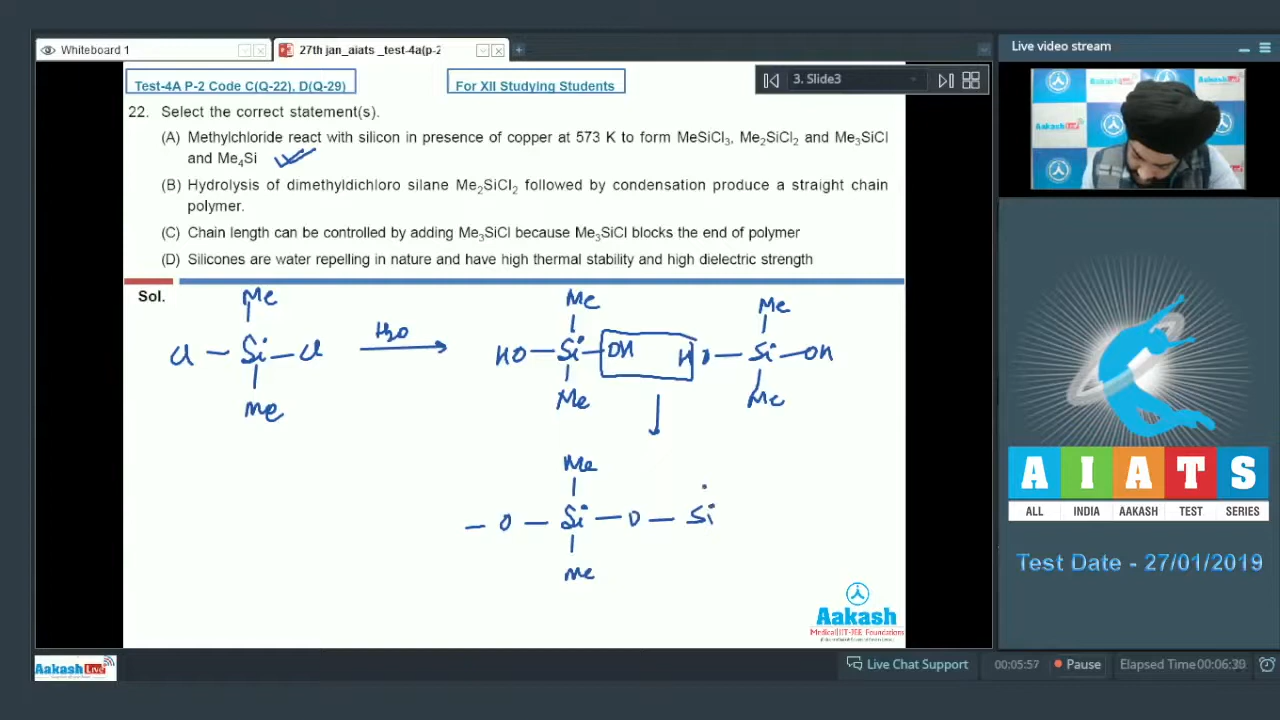 Whiteboard 1
27th jan_aiats _test-4a(p-2
Live video stream
Test-4A P-2 Code C(Q-22), D(Q-29)
For XII Studying Students
3. Slide3
22. Select the correct statement(s).
(A) Methylchloride react with silicon in presence of copper at 573 K to form MeSiCl₃, Me₂SiCl₂ and Me₃SiCl
and Me₄Si
(B) Hydrolysis of dimethyldichloro silane Me₂SiCl₂ followed by condensation produce a straight chain
polymer.
(C) Chain length can be controlled by adding Me₃SiCl because Me₃SiCl blocks the end of polymer
(D) Silicones are water repelling in nature and have high thermal stability and high dielectric strength
Sol.
Me Me Me
Cl — Si — Cl H₂O HO — Si — OH H O — Si — OH
Me Me Me
Me
— O — Si — O — Si
Me
AIATS
ALL INDIA AAKASH TEST SERIES
Test Date - 27/01/2019
Aakash
Medical|IIT-JEE|Foundations
AakashLive
Live Chat Support
00:05:57
Pause
Elapsed Time 00:06:39